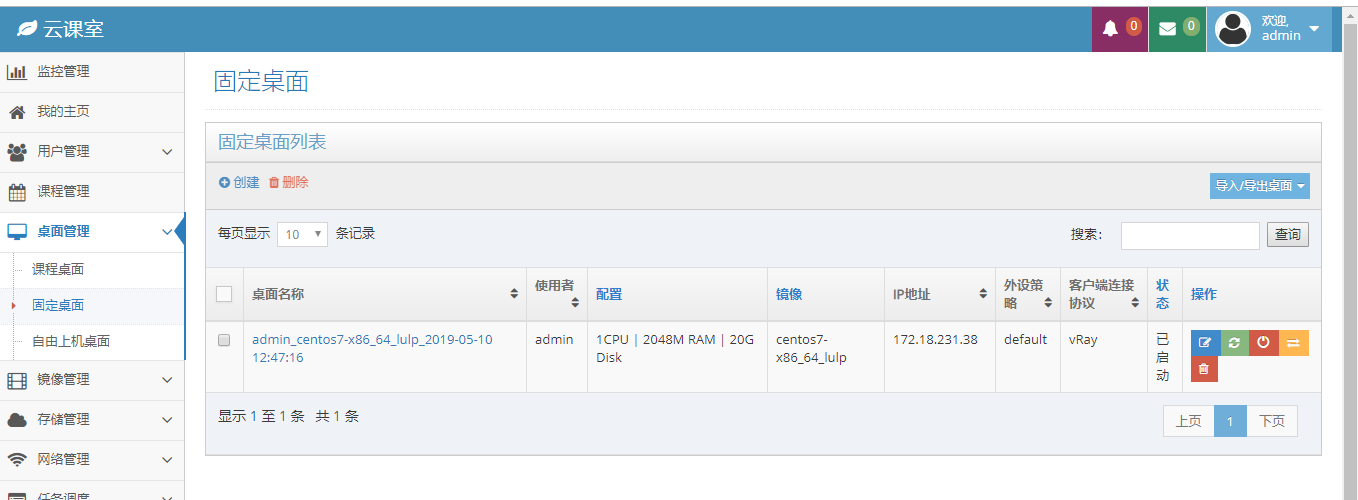 云课室
0
0
欢迎,
admin
监控管理
我的主页
用户管理
课程管理
桌面管理
课程桌面
固定桌面
自由上机桌面
镜像管理
存储管理
网络管理
任务调度
固定桌面
固定桌面列表
创建 删除
导入/导出桌面
每页显示 10 条记录
搜索: 查询
桌面名称 使用者 配置 镜像 IP地址 外设策略 客户端连接协议 状态 操作
admin_centos7-x86_64_lulp_2019-05-10 12:47:16 admin 1CPU | 2048M RAM | 20G Disk centos7-x86_64_lulp 172.18.231.38 default vRay 已启动
显示 1 至 1 条 共 1 条
上页 1 下页